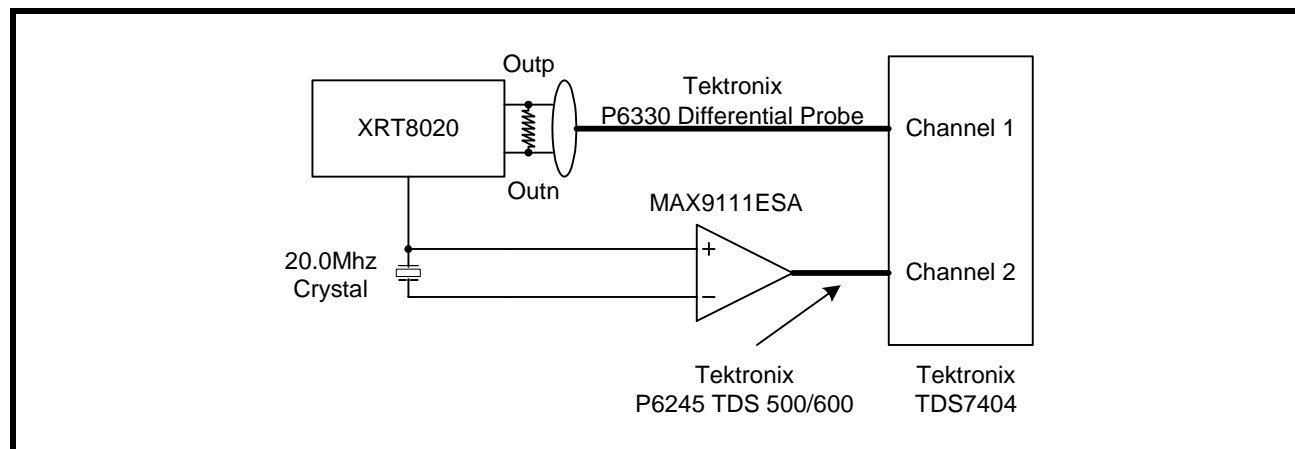 Outp
XRT8020
Outn
Tektronix
P6330 Differential Probe
Channel 1
MAX9111ESA
+
−
20.0Mhz
Crystal
Channel 2
Tektronix
P6245 TDS 500/600
Tektronix
TDS7404